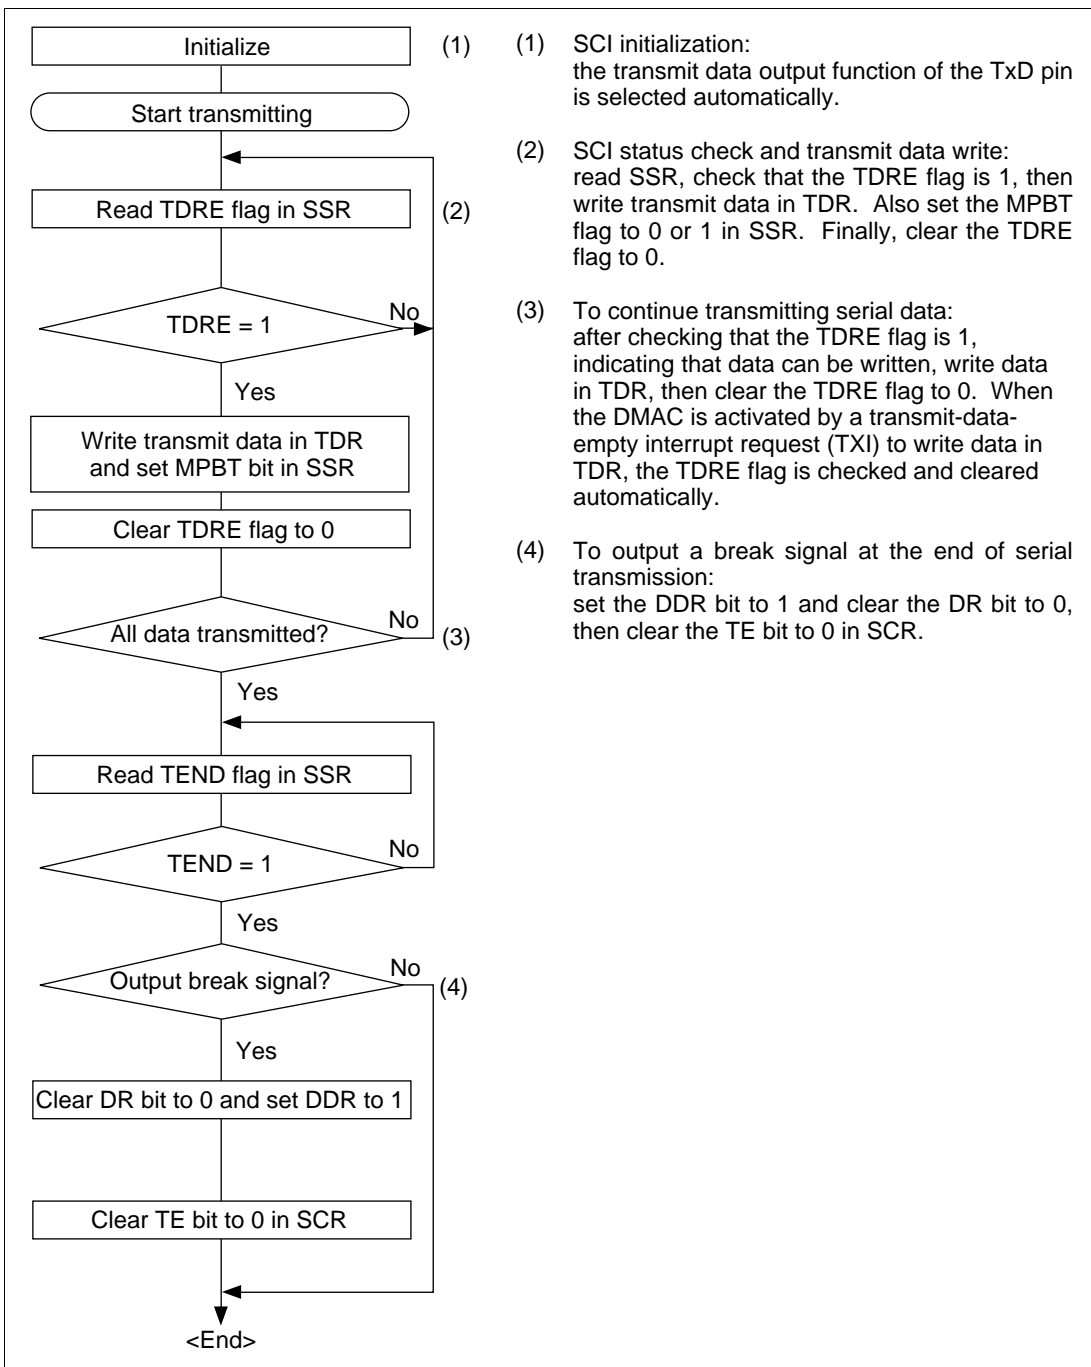 Initialize
(1)
Start transmitting
Read TDRE flag in SSR
(2)
TDRE = 1
No
Yes
Write transmit data in TDR
and set MPBT bit in SSR
Clear TDRE flag to 0
All data transmitted?
No
(3)
Yes
Read TEND flag in SSR
TEND = 1
No
Yes
Output break signal?
No
(4)
Yes
Clear DR bit to 0 and set DDR to 1
Clear TE bit to 0 in SCR
<End>
(1) SCI initialization:
the transmit data output function of the TxD pin
is selected automatically.
(2) SCI status check and transmit data write:
read SSR, check that the TDRE flag is 1, then
write transmit data in TDR. Also set the MPBT
flag to 0 or 1 in SSR. Finally, clear the TDRE
flag to 0.
(3) To continue transmitting serial data:
after checking that the TDRE flag is 1,
indicating that data can be written, write data
in TDR, then clear the TDRE flag to 0. When
the DMAC is activated by a transmit-data-
empty interrupt request (TXI) to write data in
TDR, the TDRE flag is checked and cleared
automatically.
(4) To output a break signal at the end of serial
transmission:
set the DDR bit to 1 and clear the DR bit to 0,
then clear the TE bit to 0 in SCR.